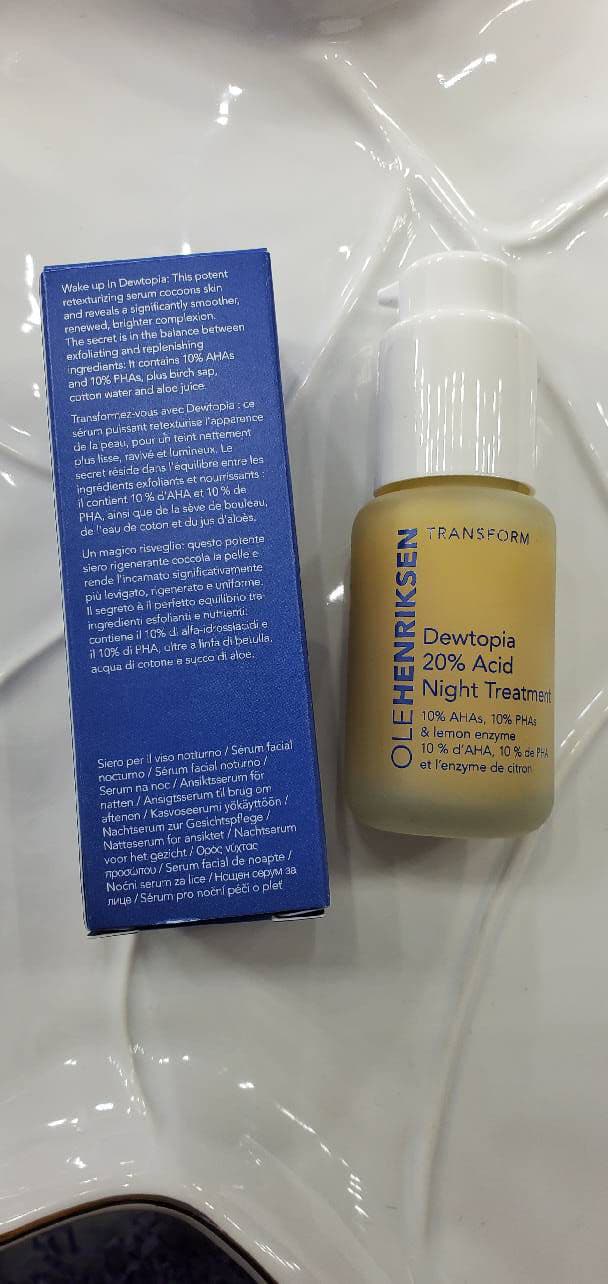 Wake up in Dewtopia: This potent
retexturizing serum cocoons skin
and reveals a significantly smoother,
renewed, brighter complexion.
The secret is in the balance between
exfoliating and replenishing
ingredients: It contains 10% AHAs
and 10% PHAs, plus birch sap,
cotton water and aloe juice.
Transformez-vous avec Dewtopia : ce
sérum puissant retexturise l'apparence
de la peau, pour un teint nettement
plus lisse, ravivé et lumineux. Le
secret réside dans l'équilibre entre les
ingrédients exfoliants et nourrissants :
il contient 10 % d'AHA et 10 % de
PHA, ainsi que de la sève de bouleau,
de l'eau de coton et du jus d'aloès.
Un magico risveglio: questo potente
siero rigenerante coccola la pelle e
rende l'incarnato significativamente
più levigato, rigenerato e uniforme.
Il segreto è il perfetto equilibrio tra
ingredienti esfolianti e nutrienti:
contiene il 10% di alfa-idrossiacidi e
il 10% di PHA, oltre a linfa di betulla,
acqua di cotone e succo di aloe.
Siero per il viso notturno / Sérum facial
nocturno / Sérum facial noturno /
Serum na noc / Ansiktsserum för
natten / Ansigtsserum til brug om
aftenen / Kasvoseerumi yökäyttöön /
Nachtserum zur Gesichtspflege /
Natteserum for ansiktet / Nachtserum
voor het gezicht / Ορός νύχτας
προσώπου / Serum facial de noapte /
Noćni serum za lice / Нощен серум за
лице / Sérum pro noční péči o pleť
OLEHENRIKSEN
TRANSFORM
Dewtopia
20% Acid
Night Treatment
10% AHAs, 10% PHAs
& lemon enzyme
10 % d'AHA, 10 % de PHA
et l'enzyme de citron